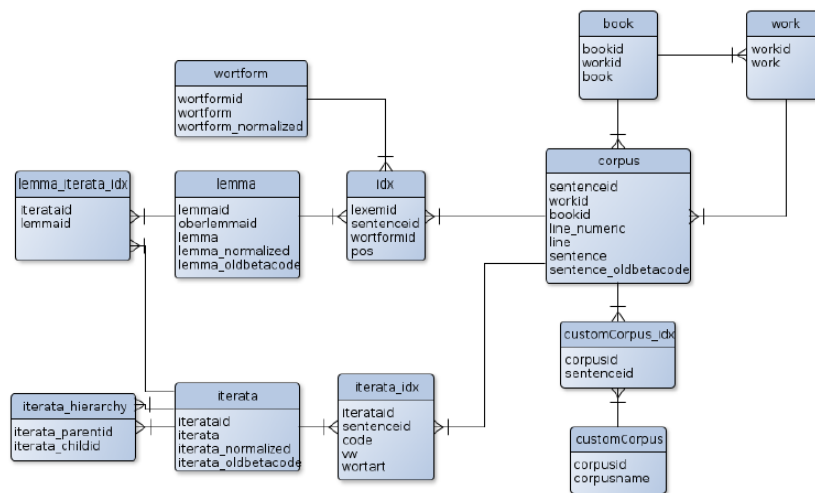 book
bookid
workid
book
work
workid
work
wortform
wortformid
wortform
wortform_normalized
corpus
sentenceid
workid
bookid
line_numeric
line
sentence
sentence_oldbetacode
lemma_iterata_idx
iterataid
lemmaid
lemma
lemmaid
oberlemmaid
lemma
lemma_normalized
lemma_oldbetacode
idx
lexemid
sentenceid
wortformid
pos
customCorpus_idx
corpusid
sentenceid
iterata_hierarchy
iterata_parentid
iterata_childid
iterata
iterataid
iterata
iterata_normalized
iterata_oldbetacode
iterata_idx
iterataid
sentenceid
code
vw
wortart
customCorpus
corpusid
corpusname